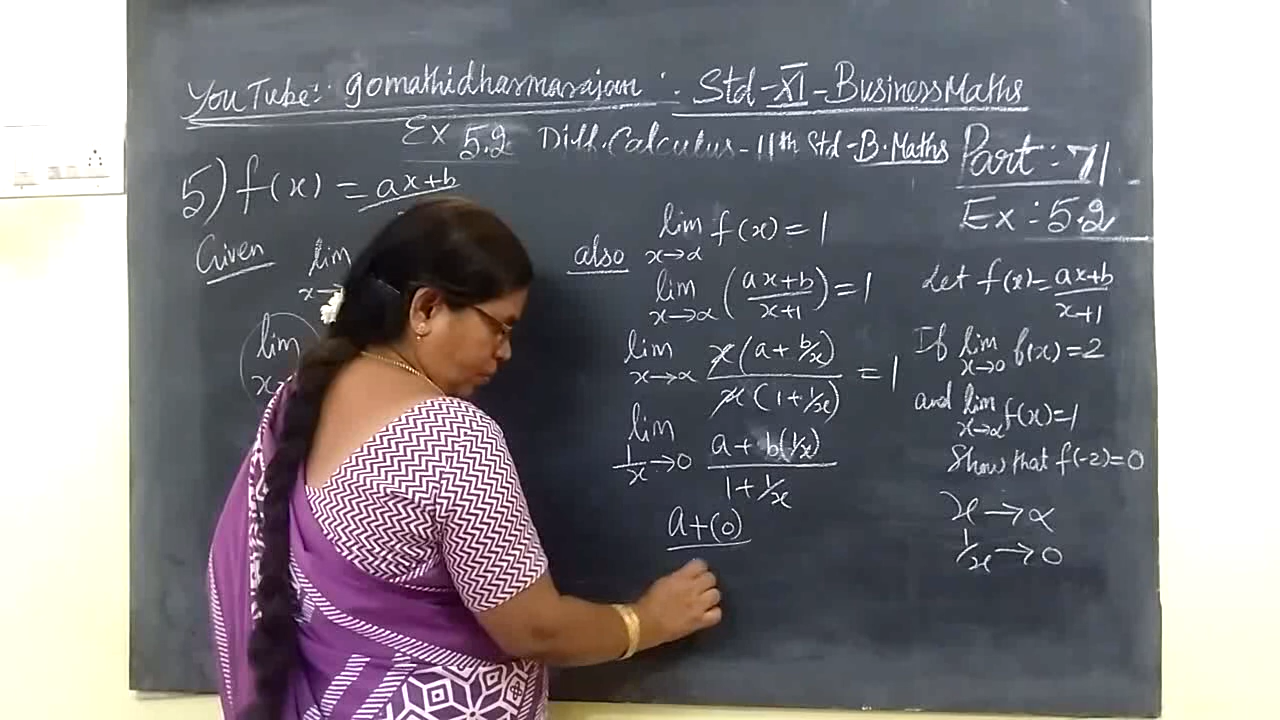 YouTube:- gomathidharmarajan : Std-XI-BusinessMaths
Ex 5.2 Diff.Calculus-11th Std-B.Maths
Part: 71
Ex: 5.2
5) f(x) = ax+b
Given lim
x→
lim
also lim f(x) = 1
x→α
lim (ax+b/x+1) = 1
x→α
lim x(a+b/x) / x(1+1/x) = 1
x→α
lim a+b(1/x) / 1+1/x
1/x→0
a+(0)
Let f(x) = ax+b/x+1
If lim f(x)=2
x→0
and lim f(x)=1
x→α
Show that f(-2)=0
x→α
1/x→0